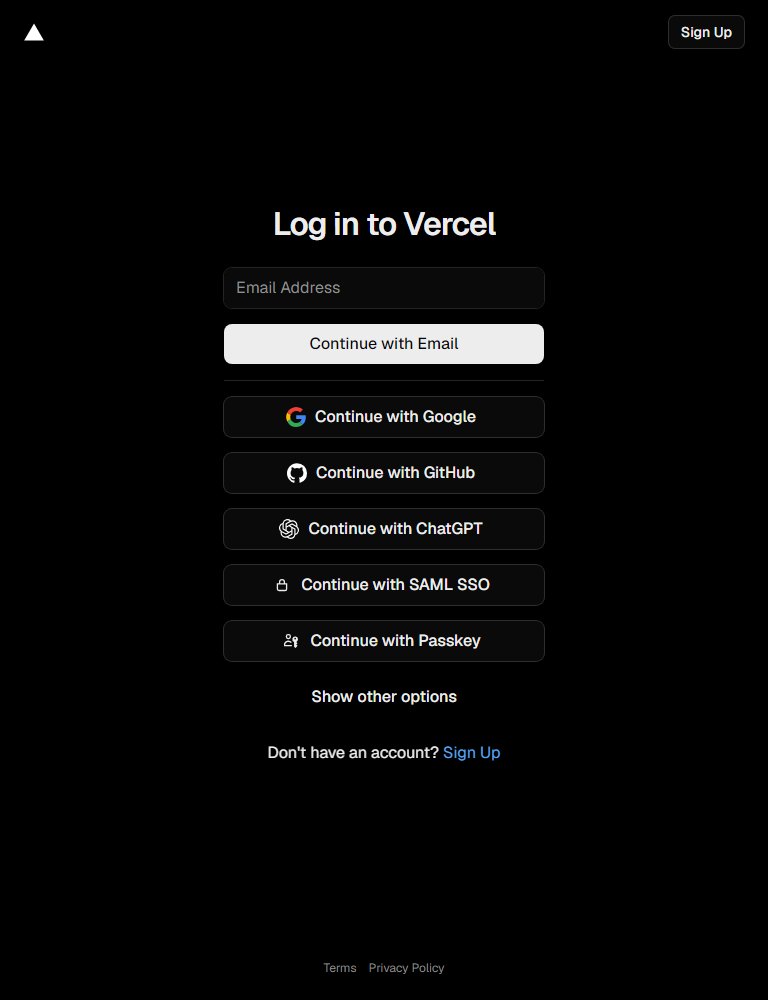 Sign Up
Log in to Vercel
Email Address
Continue with Email
Continue with Google
Continue with GitHub
Continue with ChatGPT
Continue with SAML SSO
Continue with Passkey
Show other options
Don't have an account? Sign Up
Terms Privacy Policy